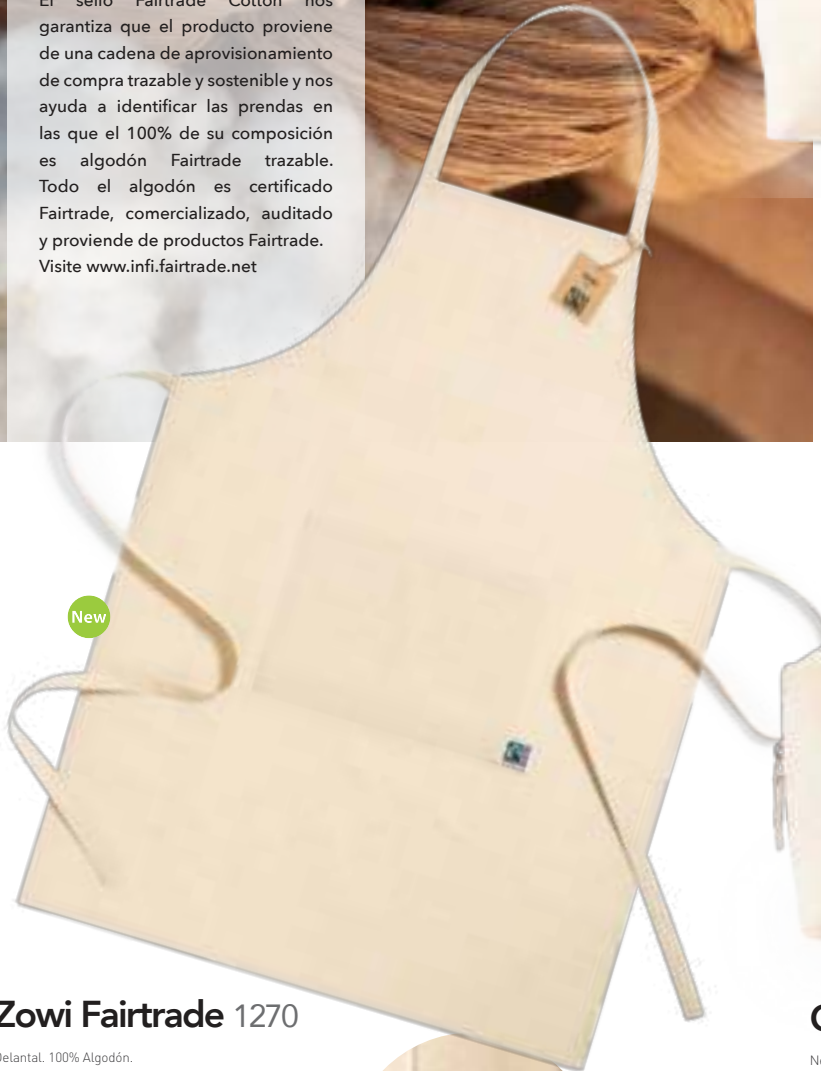 El sello Fairtrade Cotton nos
garantiza que el producto proviene
de una cadena de aprovisionamiento
de compra trazable y sostenible y nos
ayuda a identificar las prendas en
las que el 100% de su composición
es algodón Fairtrade trazable.
Todo el algodón es certificado
Fairtrade, comercializado, auditado
y proviende de productos Fairtrade.
Visite www.infi.fairtrade.net
New
Zowi Fairtrade 1270
Delantal. 100% Algodón.